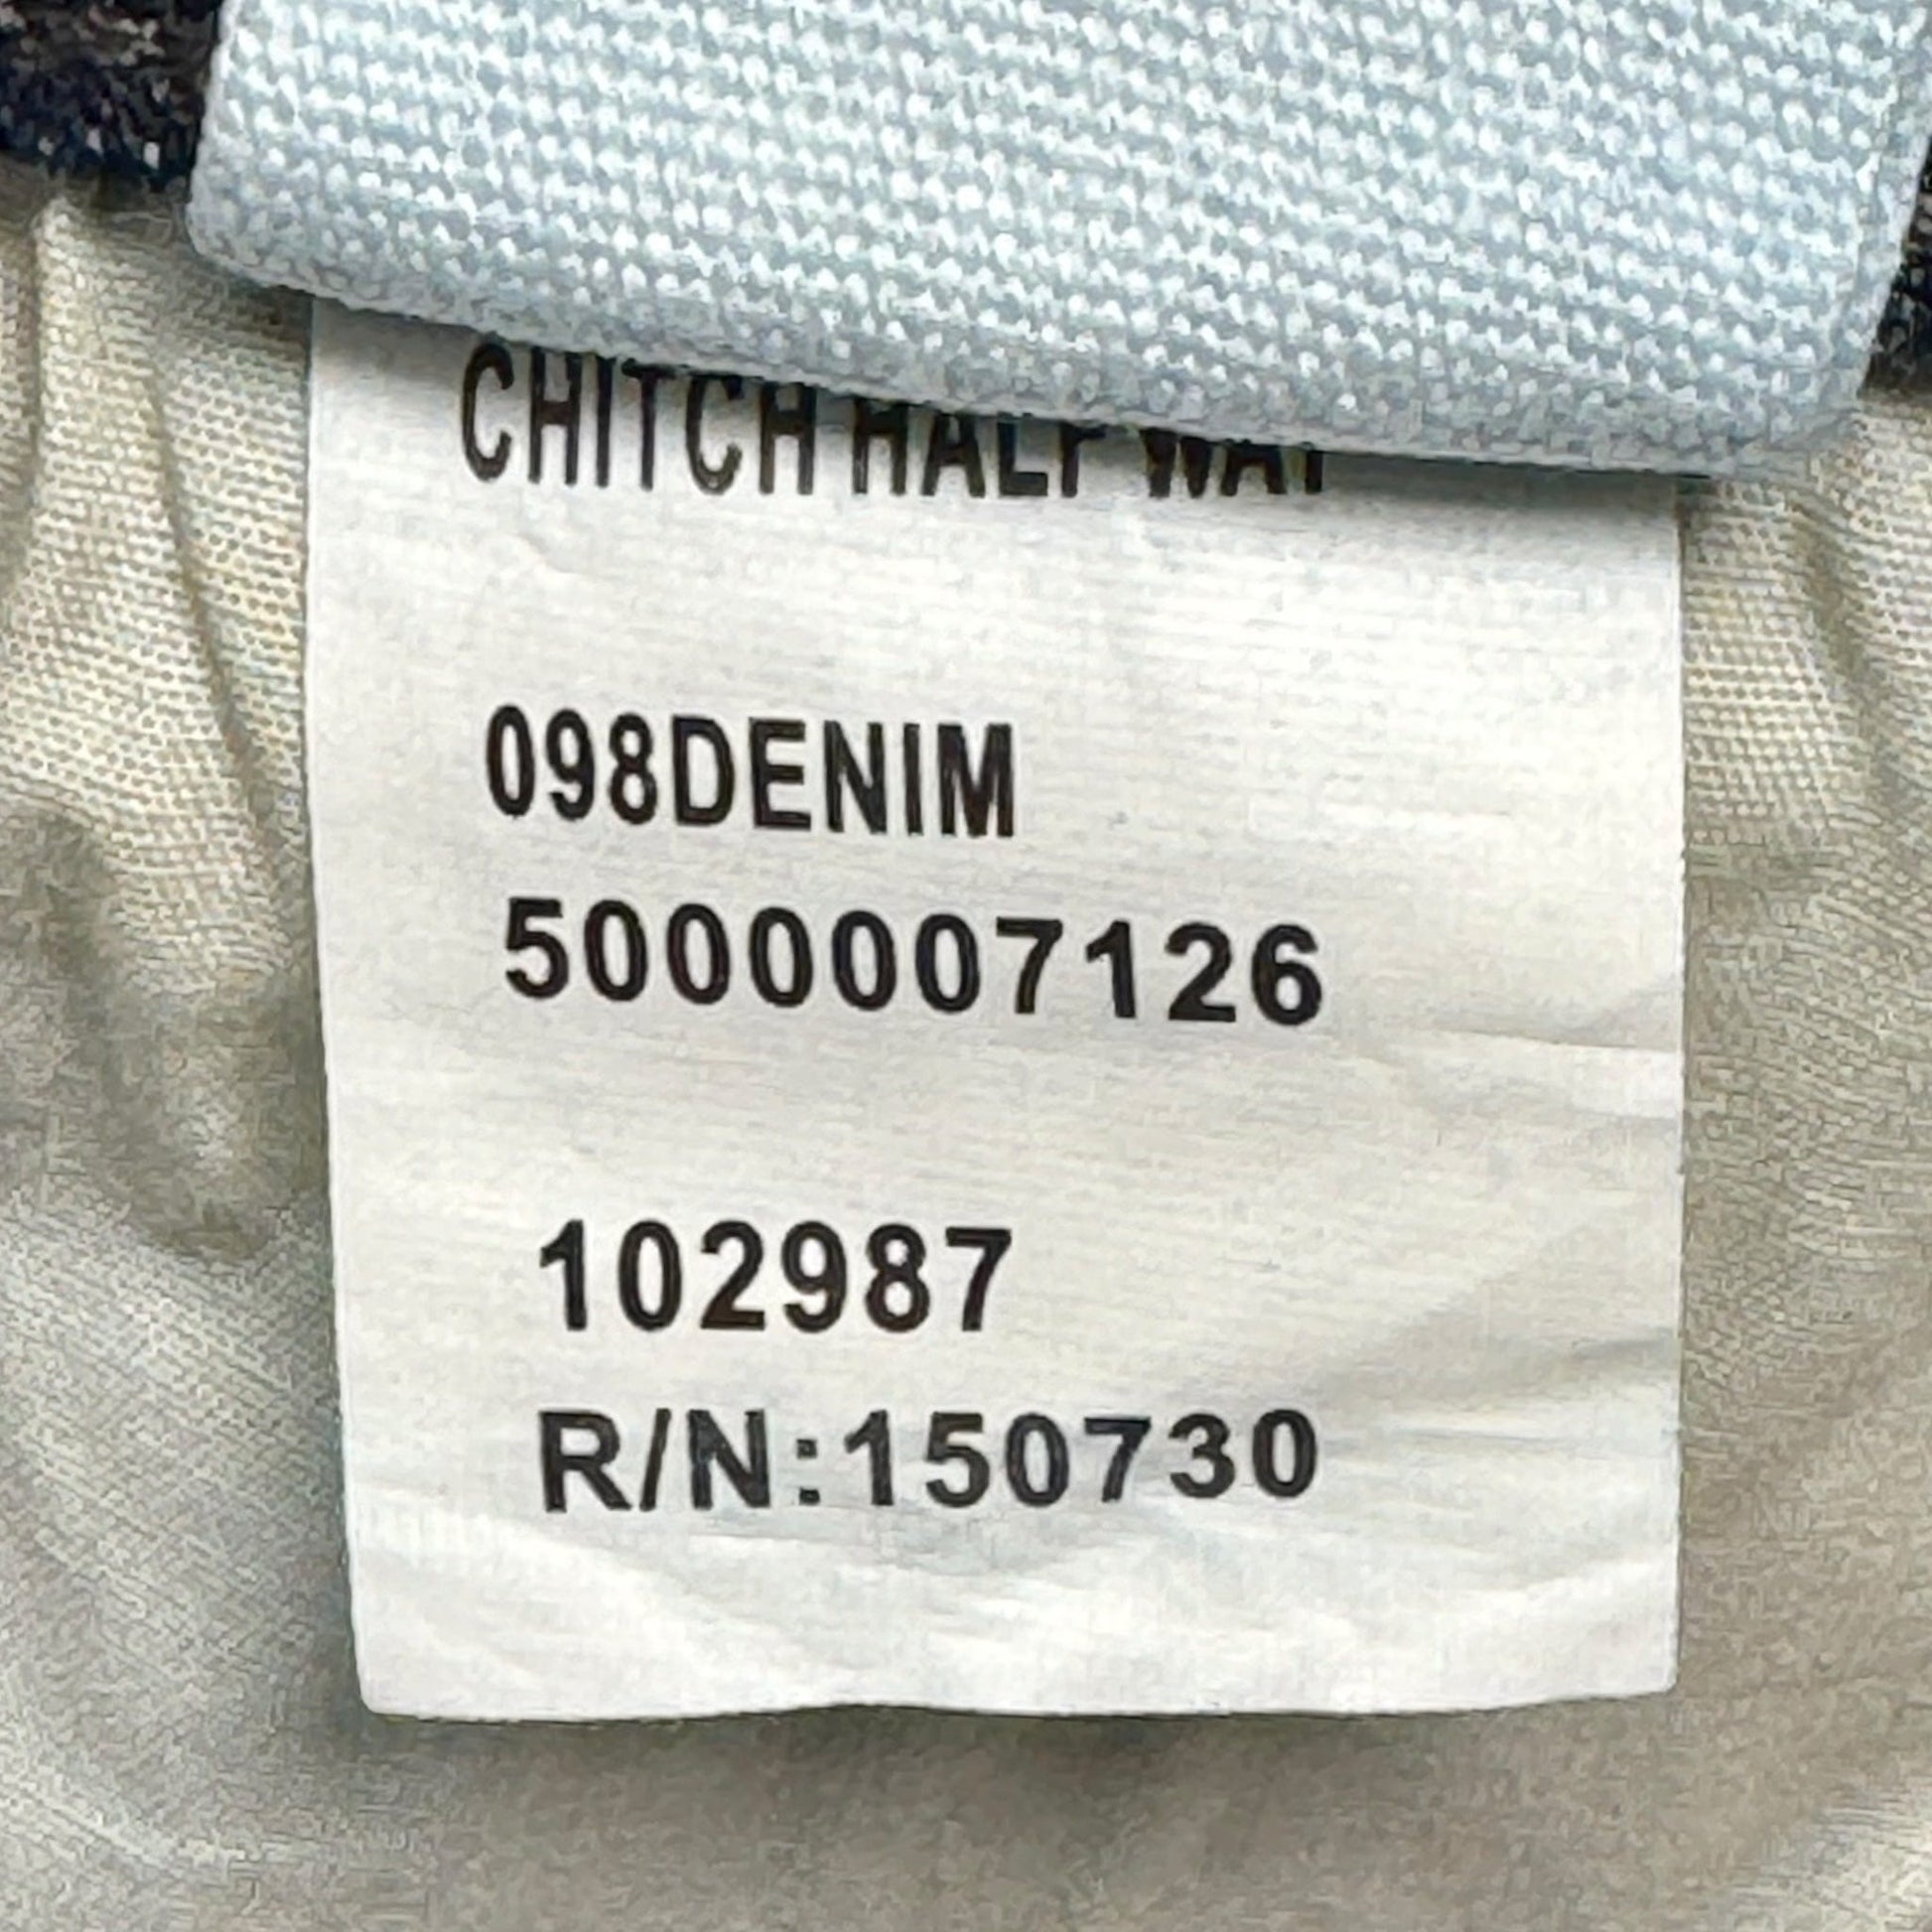 CHITCH HALF WAY
098DENIM
5000007126
102987
R/N:150730